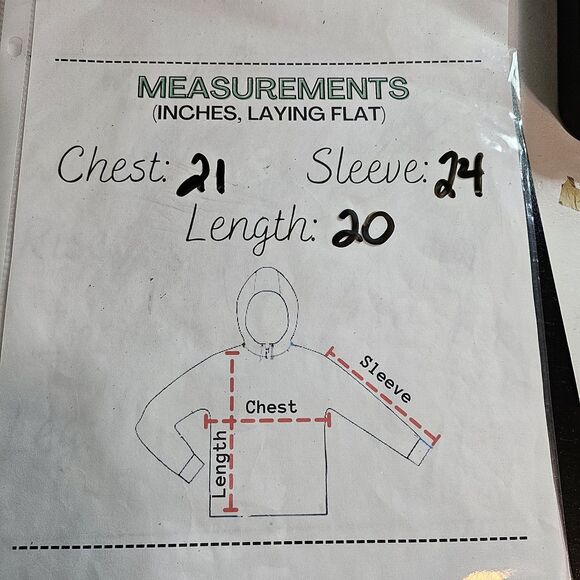 MEASUREMENTS
(INCHES, LAYING FLAT)
Chest: 21 Sleeve: 24
Length: 20
Sleeve
Chest
Length